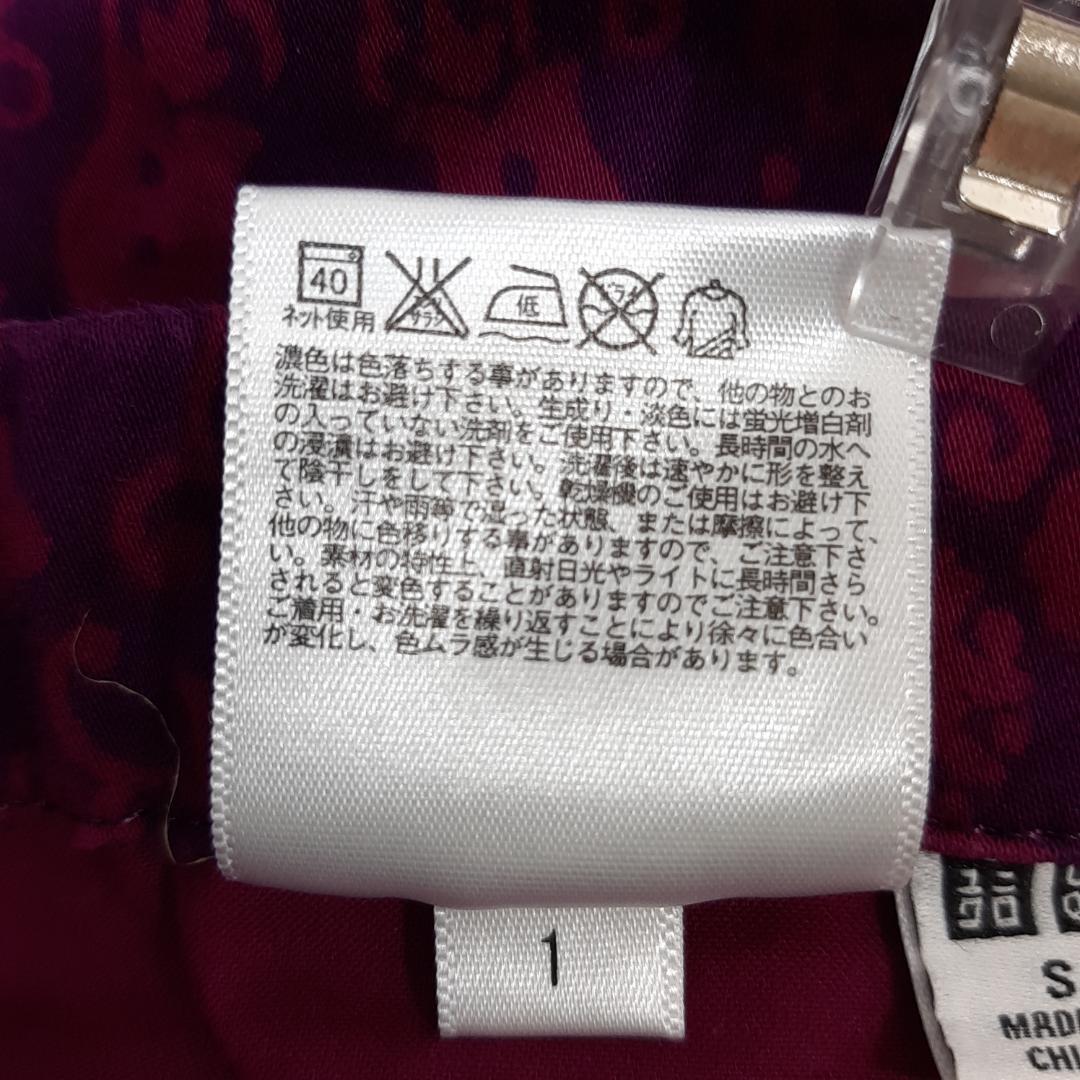 40
ネット使用
サラシ
低
ドライ
濃色は色落ちする事がありますので、他の物とのお
洗濯はお避け下さい。生成り・淡色には蛍光増白剤
の入っていない洗剤をご使用下さい。長時間の水へ
の浸漬はお避け下さい。洗濯後は速やかに形を整え
て陰干しをして下さい。乾燥機のご使用はお避け下
さい。汗や雨等で湿った状態、または摩擦によって、
他の物に色移りする事がありますので、ご注意下さ
い。素材の特性上、直射日光やライトに長時間さら
されると変色することがありますのでご注意下さい。
ご着用・お洗濯を繰り返すことにより徐々に色合い
が変化し、色ムラ感が生じる場合があります。
1
S
MADE
CHI